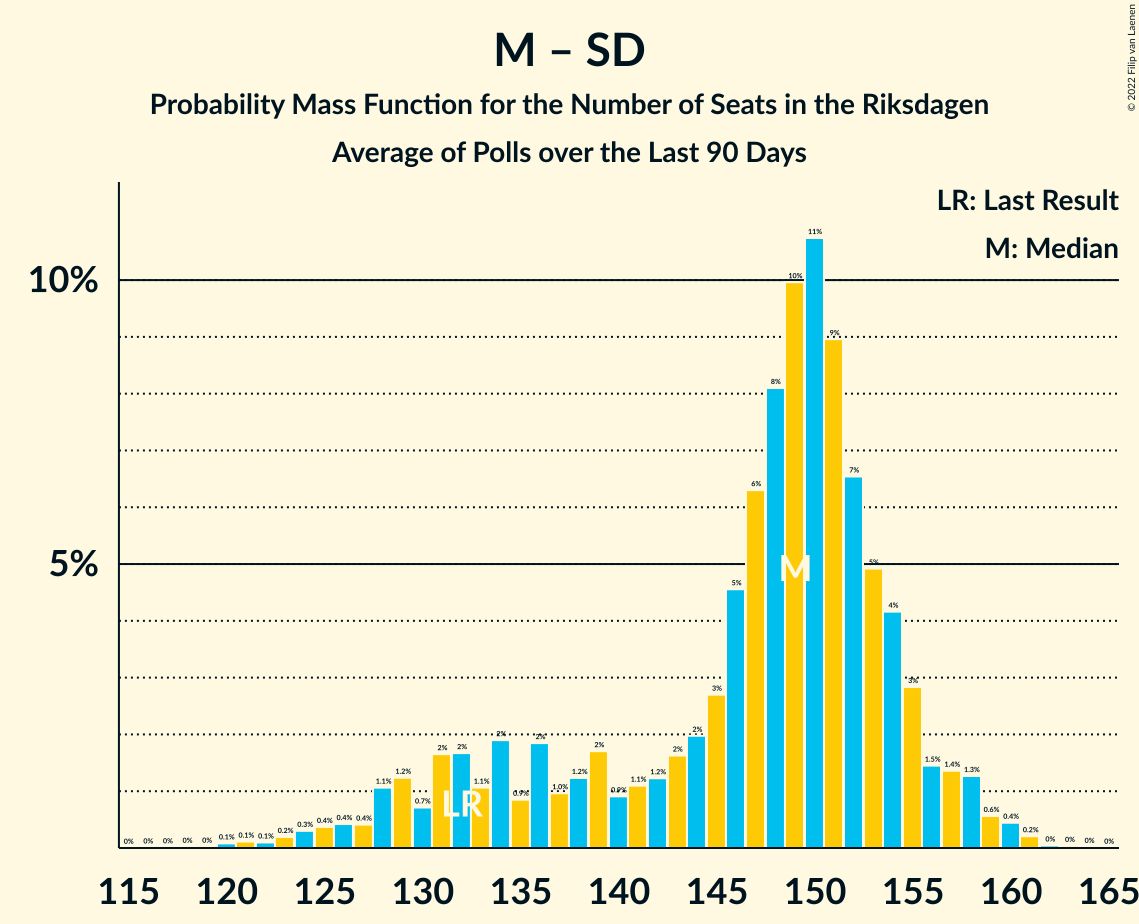 M – SD
Probability Mass Function for the Number of Seats in the Riksdagen
Average of Polls over the Last 90 Days
© 2022 Filip van Laenen
LR: Last Result
M: Median
10%
5%
0% 0% 0% 0% 0% 0.1% 0.1% 0.1% 0.2% 0.3% 0.4% 0.4% 0.4% 1.1% 1.2% 0.7% 2% 2% 1.1% 2% 0.9% 2% 1.0% 1.2% 2% 0.9% 1.1% 1.2% 2% 2% 3% 5% 6% 8% 10% 11% 9% 7% 5% 4% 3% 1.5% 1.4% 1.3% 0.6% 0.4% 0.2% 0% 0% 0% 0%
LR
M
115 120 125 130 135 140 145 150 155 160 165